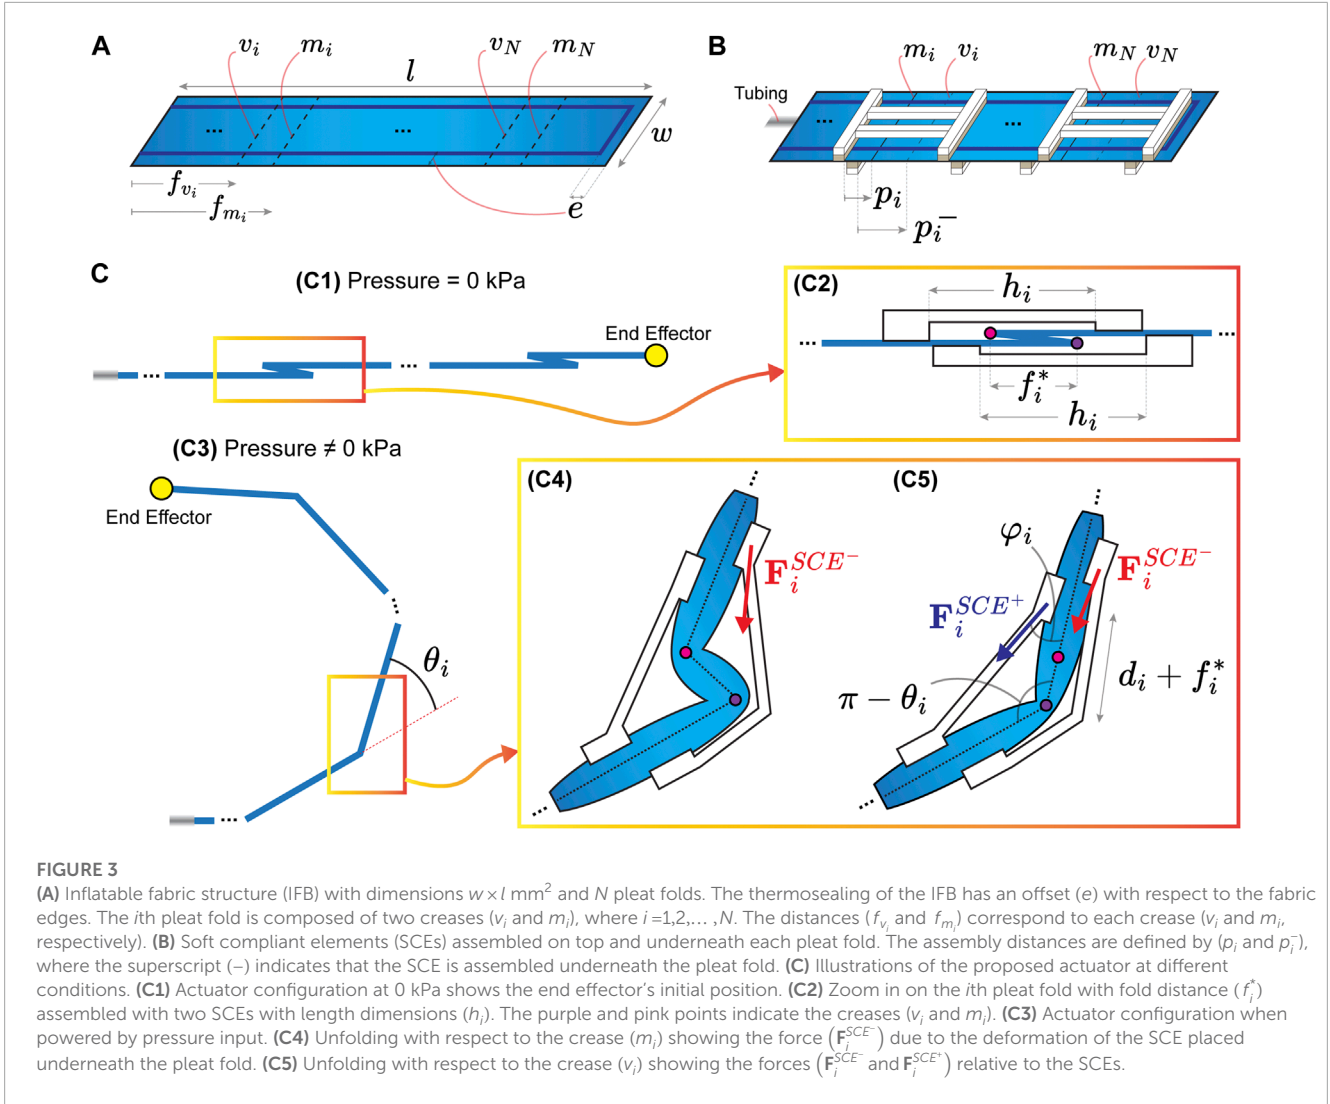 A
v_i
m_i
v_N
m_N
l
w
...
...
f_{v_i}
f_{m_i}
e
B
m_i
v_i
m_N
v_N
Tubing
...
...
p_i
p_i^-
C
(C1) Pressure = 0 kPa
End Effector
...
...
(C2)
h_i
...
...
f_i^*
h_i
(C3) Pressure ≠ 0 kPa
End Effector
...
θ_i
...
(C4)
F_i^{SCE^-}
...
...
(C5)
φ_i
F_i^{SCE^-}
F_i^{SCE^+}
d_i + f_i^*
π − θ_i
...
...
FIGURE 3
(A) Inflatable fabric structure (IFB) with dimensions w × l mm² and N pleat folds. The thermosealing of the IFB has an offset (e) with respect to the fabric
edges. The ith pleat fold is composed of two creases (v_i and m_i), where i =1,2,... ,N. The distances (f_{v_i} and f_{m_i}) correspond to each crease (v_i and m_i,
respectively). (B) Soft compliant elements (SCEs) assembled on top and underneath each pleat fold. The assembly distances are defined by (p_i and p_i^-),
where the superscript (−) indicates that the SCE is assembled underneath the pleat fold. (C) Illustrations of the proposed actuator at different
conditions. (C1) Actuator configuration at 0 kPa shows the end effector's initial position. (C2) Zoom in on the ith pleat fold with fold distance (f_i^*)
assembled with two SCEs with length dimensions (h_i). The purple and pink points indicate the creases (v_i and m_i). (C3) Actuator configuration when
powered by pressure input. (C4) Unfolding with respect to the crease (m_i) showing the force (F_i^{SCE^-}) due to the deformation of the SCE placed
underneath the pleat fold. (C5) Unfolding with respect to the crease (v_i) showing the forces (F_i^{SCE^-} and F_i^{SCE^+}) relative to the SCEs.